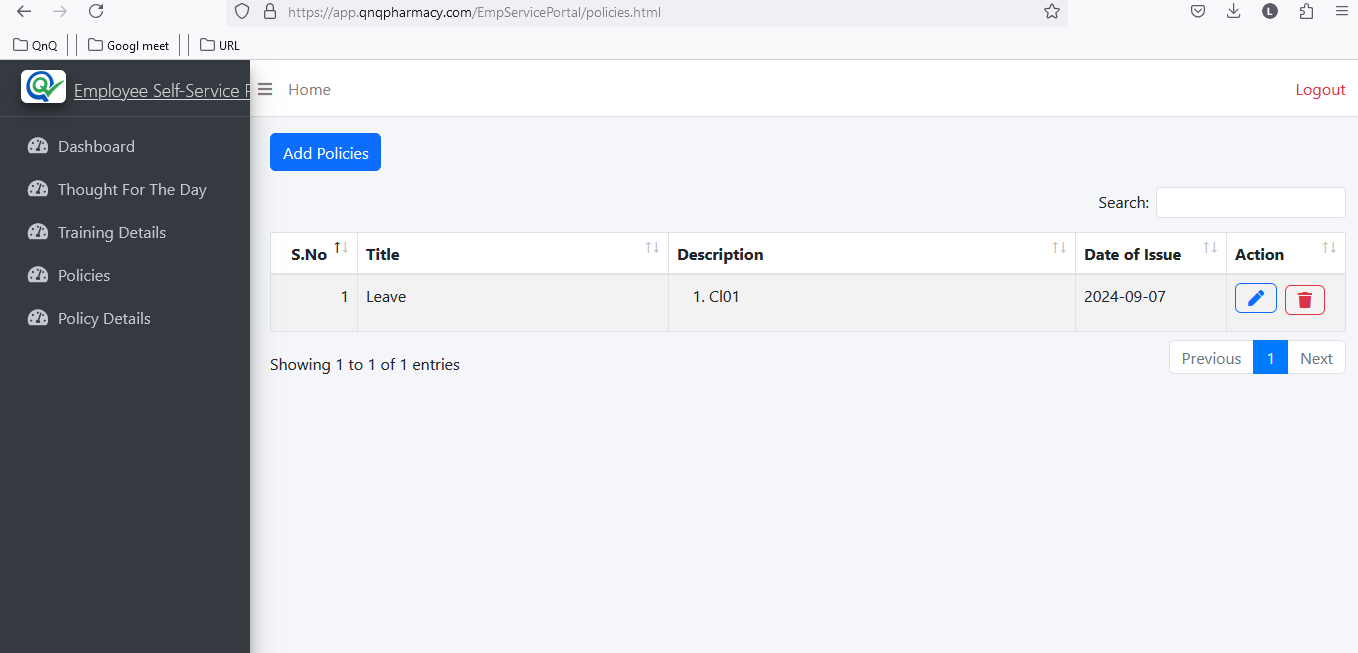 https://app.qnqpharmacy.com/EmpServicePortal/policies.html
L
QnQ
Googl meet
URL
Employee Self-Service
Home
Logout
Dashboard
Thought For The Day
Training Details
Policies
Policy Details
Add Policies
Search:
S.No Title Description Date of Issue Action
1 Leave 1. Cl01 2024-09-07
Showing 1 to 1 of 1 entries
Previous 1 Next